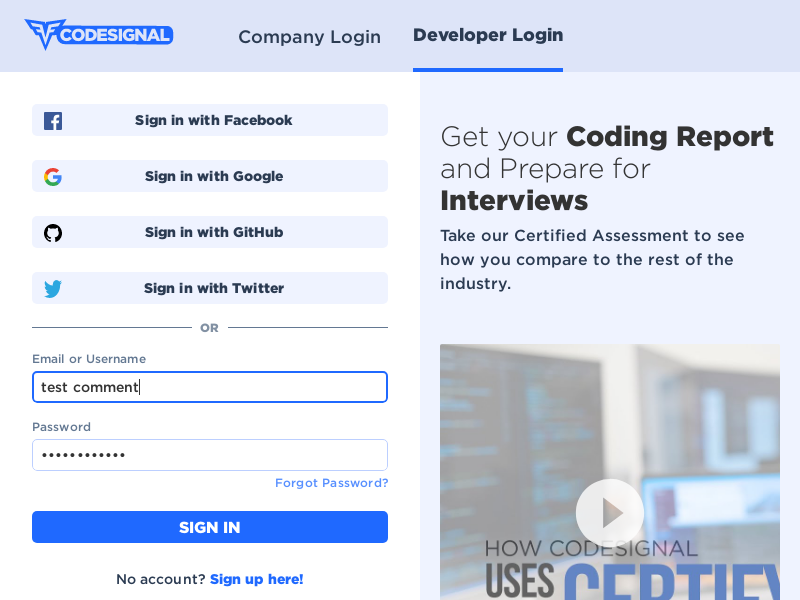 CODESIGNAL
Company Login
Developer Login
Sign in with Facebook
Sign in with Google
Sign in with GitHub
Sign in with Twitter
OR
Email or Username
test comment
Password
••••••••••••
Forgot Password?
SIGN IN
No account? Sign up here!
Get your Coding Report
and Prepare for
Interviews
Take our Certified Assessment to see
how you compare to the rest of the
industry.
HOW CODESIGNAL
USES CERTIFY